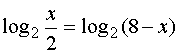 log₂ x/2 = log₂ (8 − x)